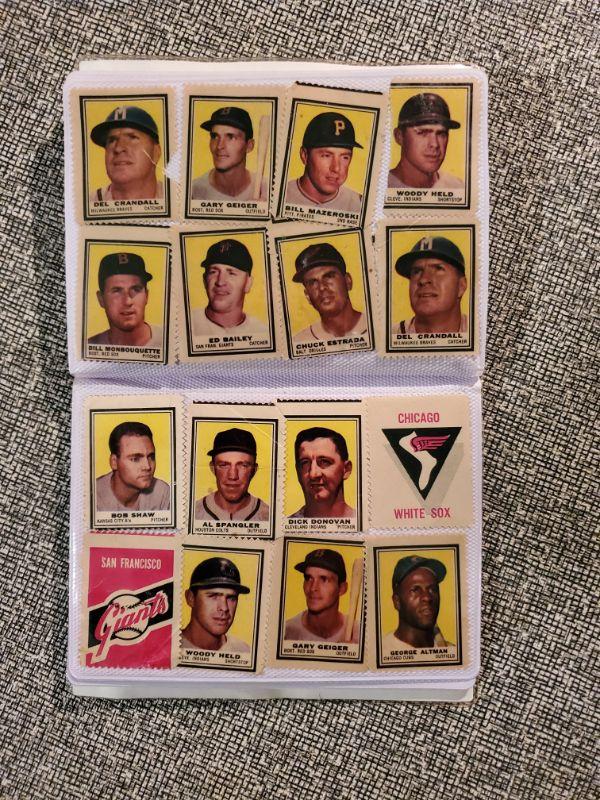 M
DEL CRANDALL
MILWAUKEE BRAVES CATCHER
B
GARY GEIGER
BOST. RED SOX OUTFIELD
P
BILL MAZEROSKI
PITT. PIRATES 2ND BASE
WOODY HELD
CLEVE. INDIANS SHORTSTOP
B
BILL MONBOUQUETTE
BOST. RED SOX PITCHER
ED BAILEY
SAN FRAN. GIANTS CATCHER
CHUCK ESTRADA
BALT. ORIOLES PITCHER
M
DEL CRANDALL
MILWAUKEE BRAVES CATCHER
BOB SHAW
KANSAS CITY A's PITCHER
AL SPANGLER
HOUSTON COLTS OUTFIELD
DICK DONOVAN
CLEVELAND INDIANS PITCHER
CHICAGO
WHITE SOX
SAN FRANCISCO
Giants
WOODY HELD
CLEVE. INDIANS SHORTSTOP
GARY GEIGER
BOST. RED SOX OUTFIELD
GEORGE ALTMAN
CHICAGO CUBS OUTFIELD